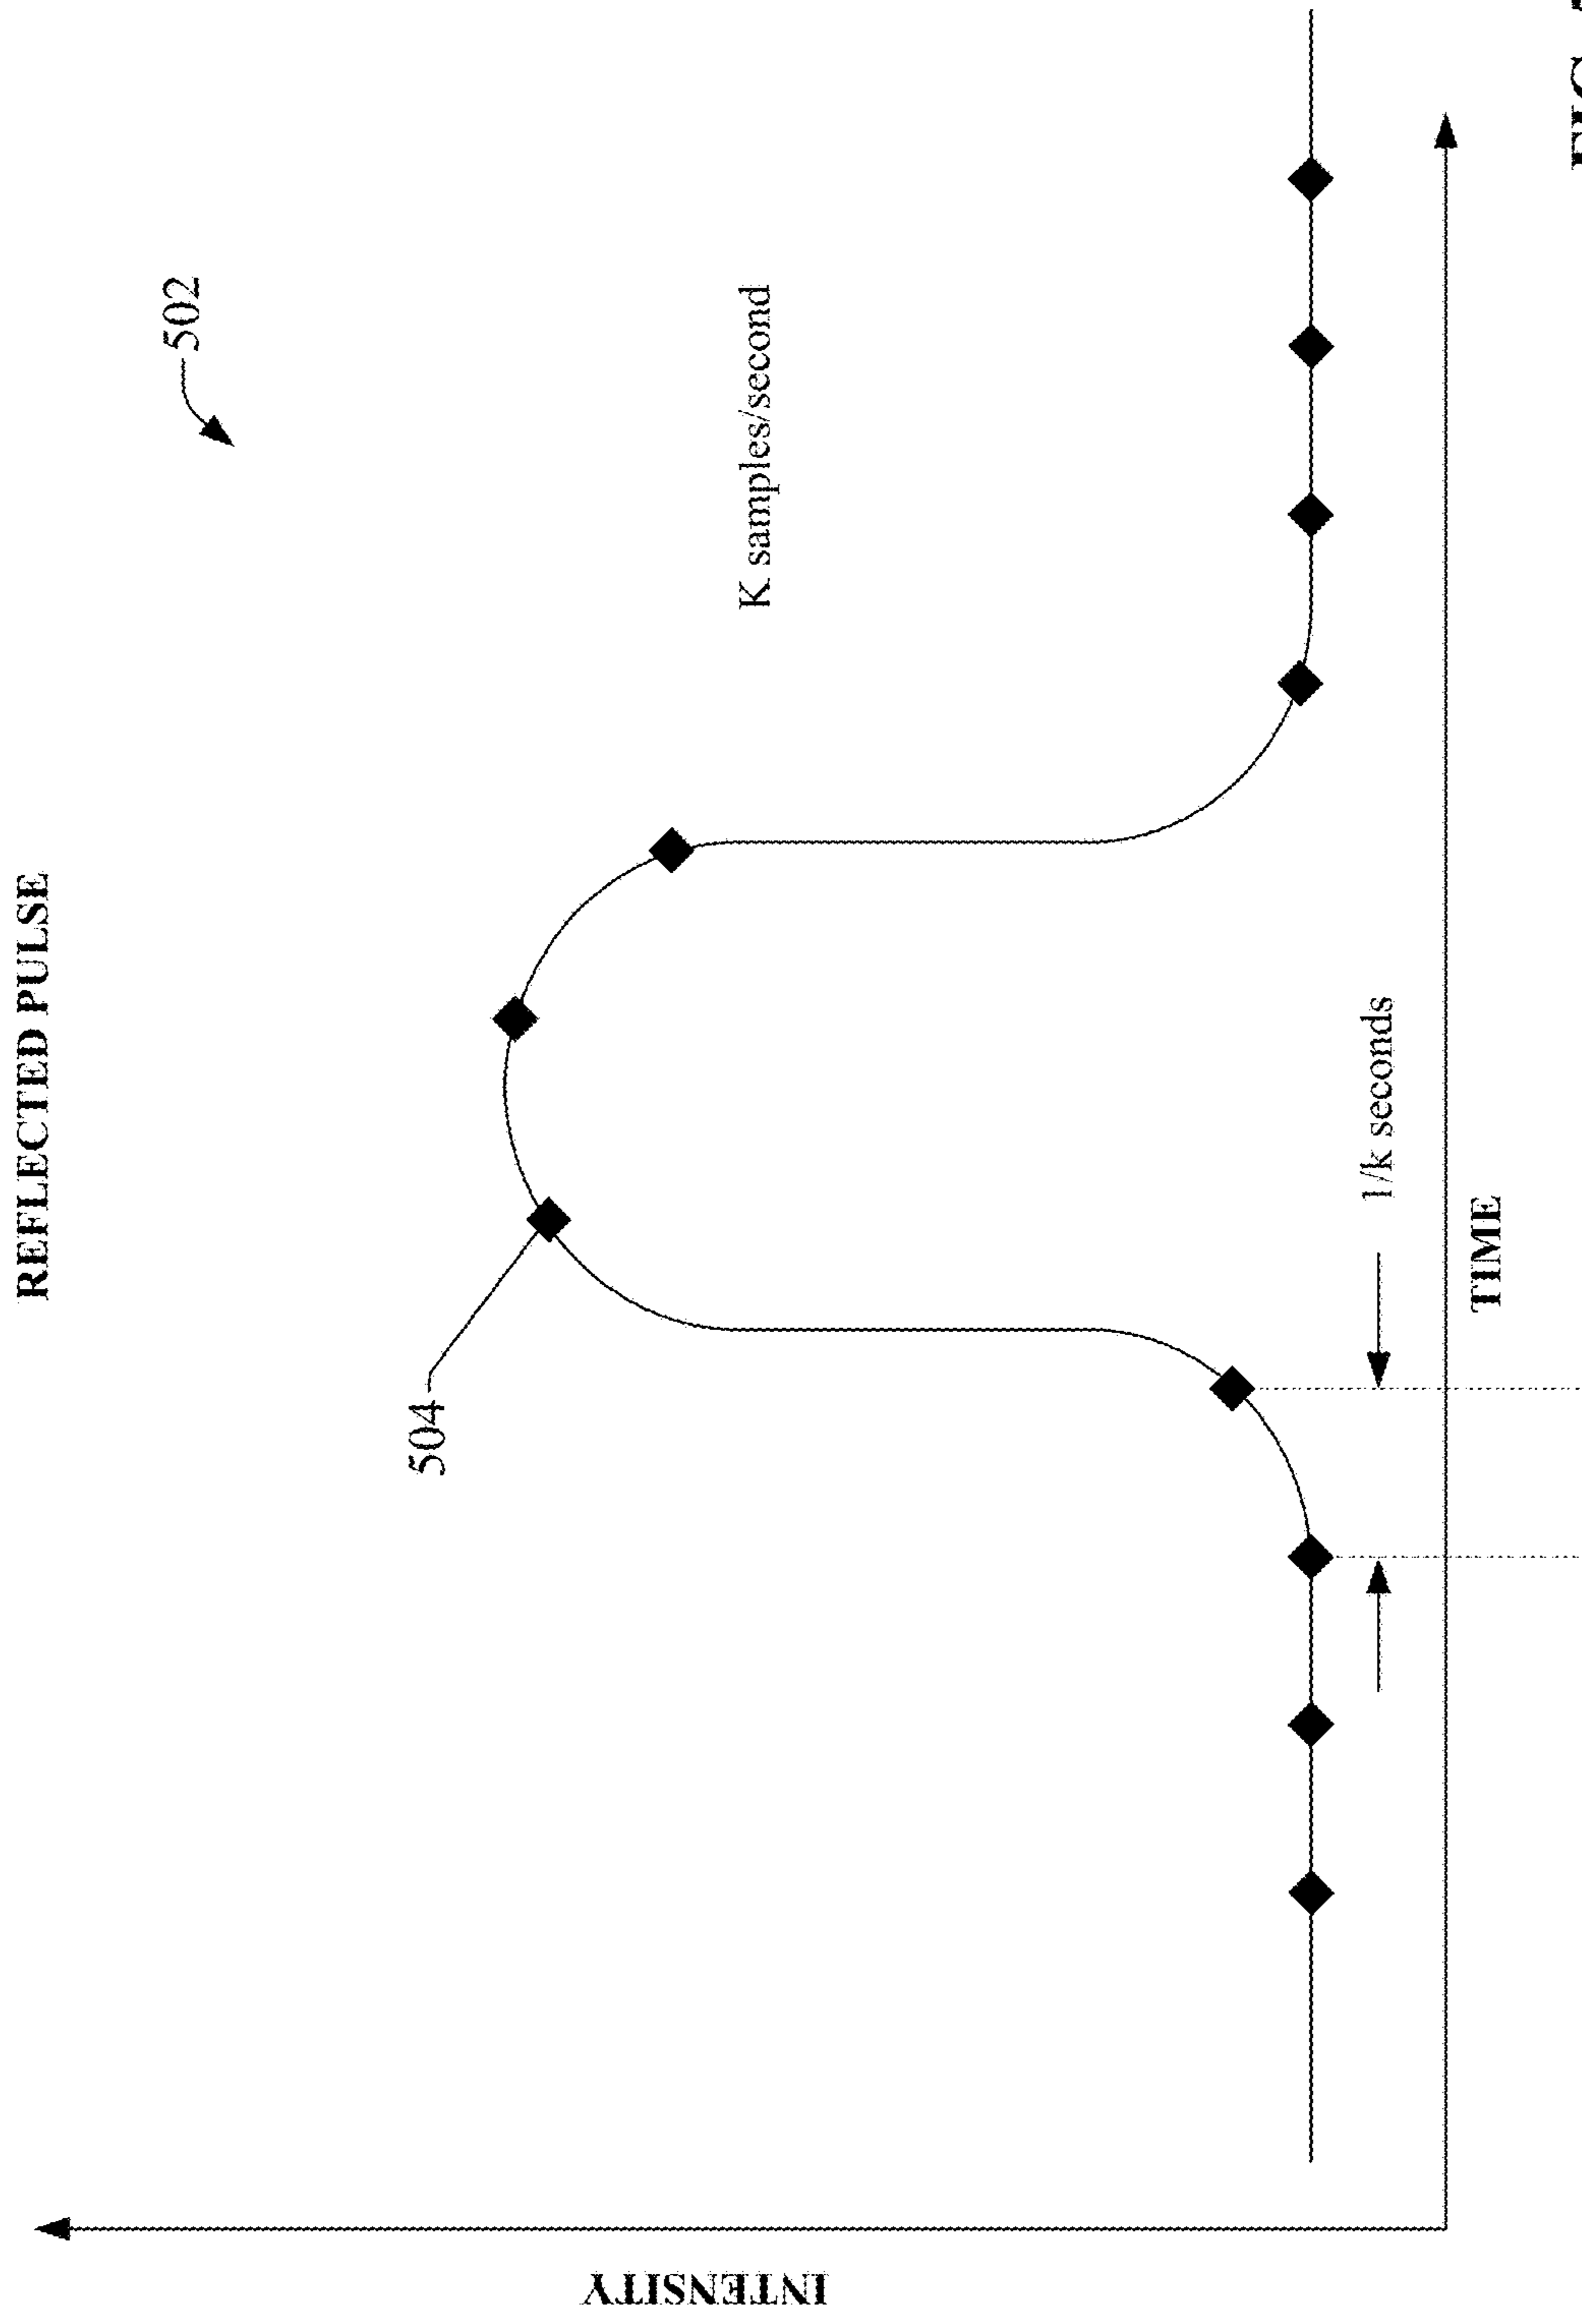 REFLECTED PULSE
502
504
K samples/second
INTENSITY
1/k seconds
TIME